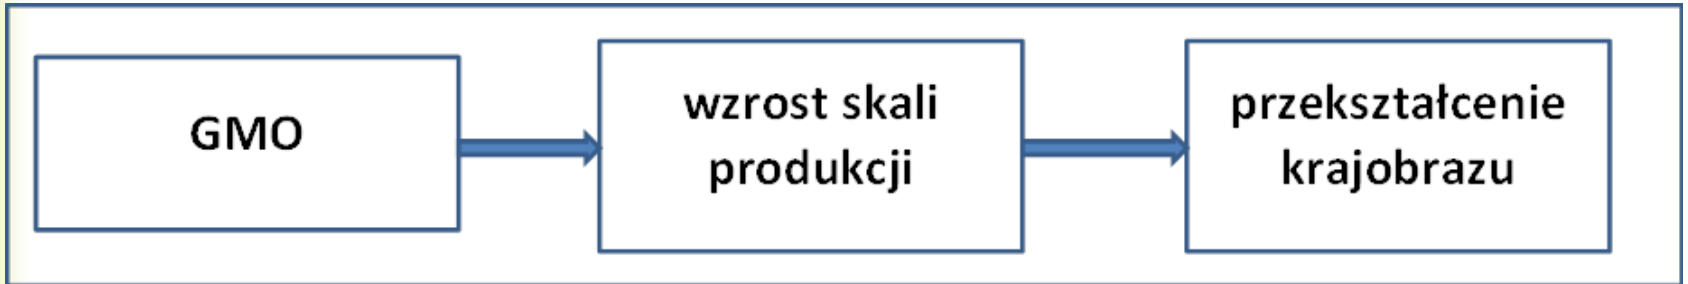 GMO
wzrost skali
produkcji
przekształcenie
krajobrazu